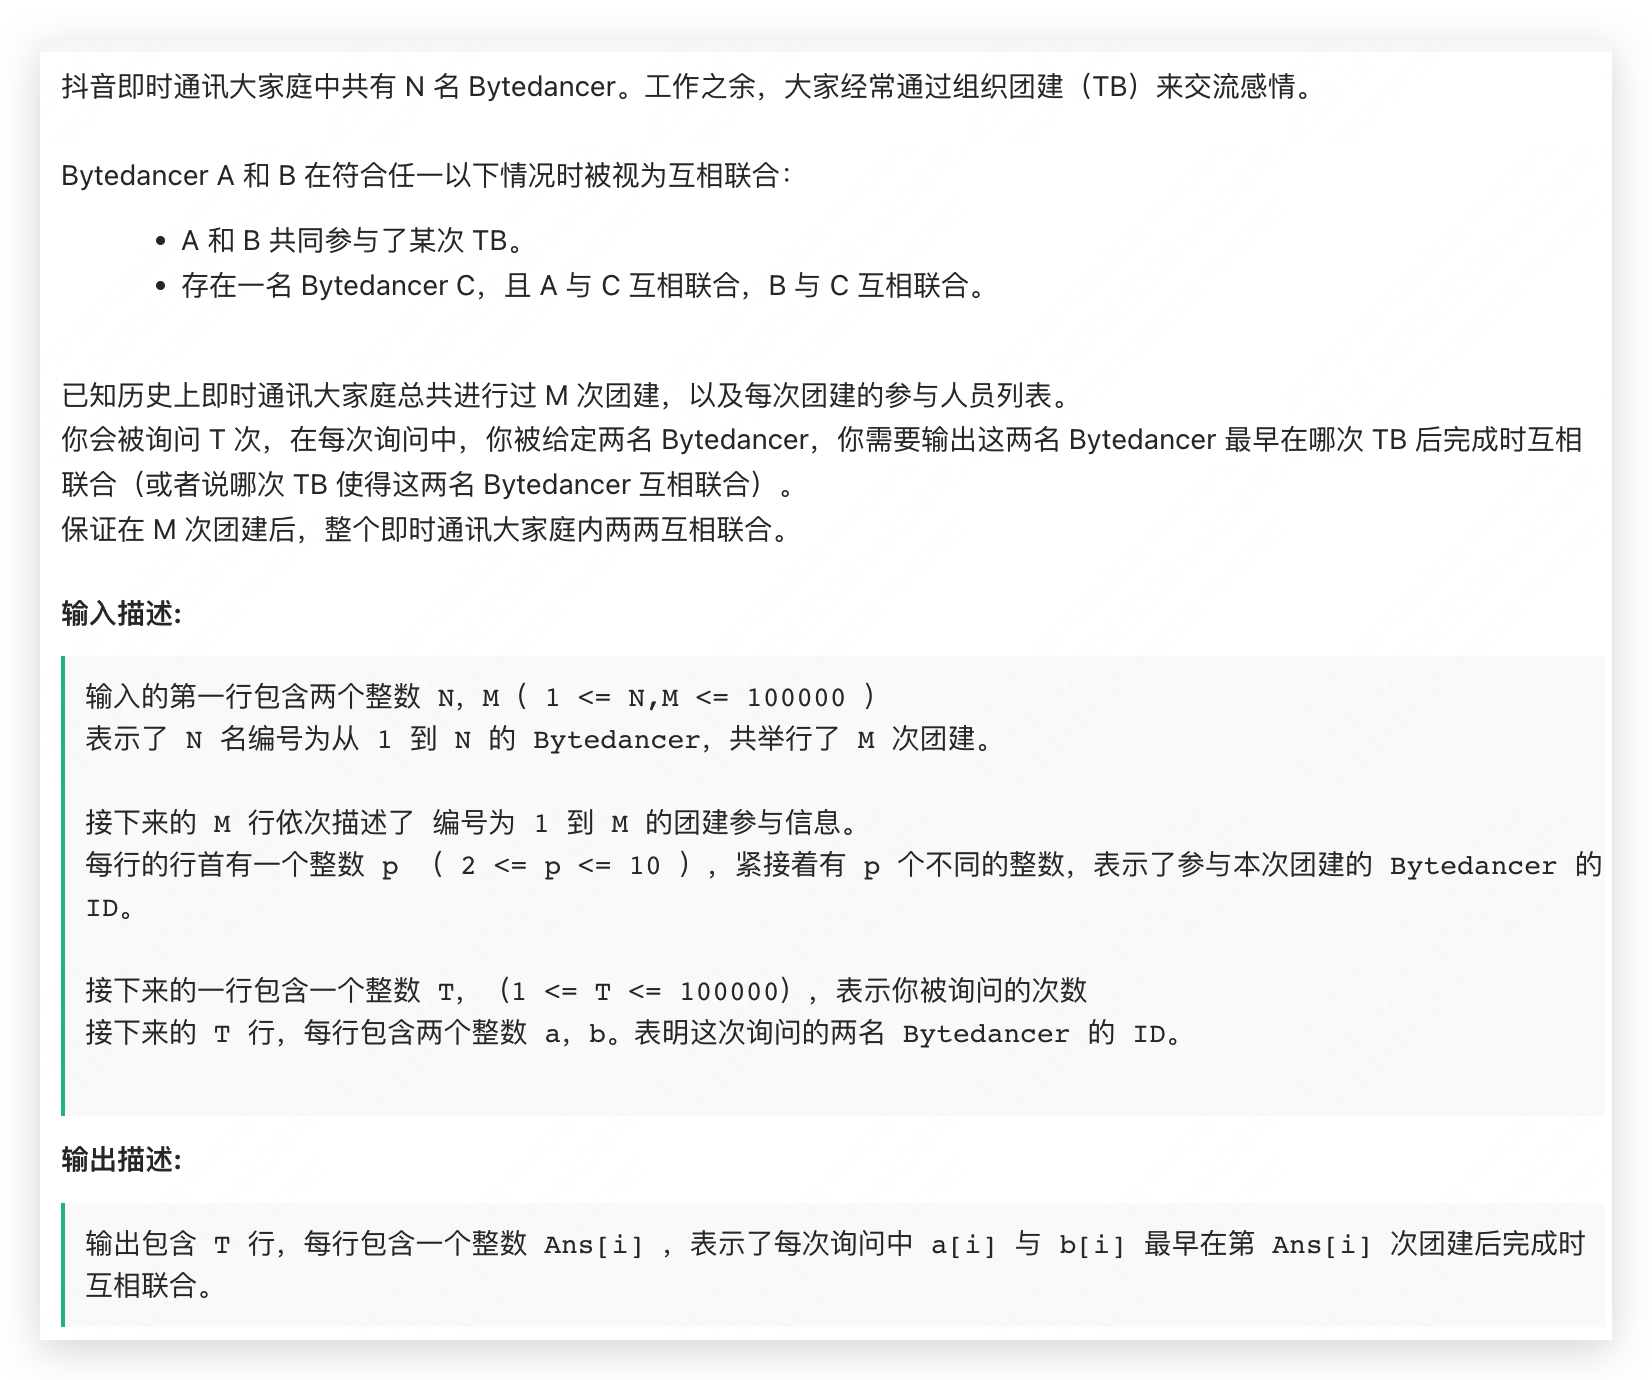 抖音即时通讯大家庭中共有 N 名 Bytedancer。工作之余，大家经常通过组织团建（TB）来交流感情。
Bytedancer A 和 B 在符合任一以下情况时被视为互相联合：
• A 和 B 共同参与了某次 TB。
• 存在一名 Bytedancer C，且 A 与 C 互相联合，B 与 C 互相联合。
已知历史上即时通讯大家庭总共进行过 M 次团建，以及每次团建的参与人员列表。
你会被询问 T 次，在每次询问中，你被给定两名 Bytedancer，你需要输出这两名 Bytedancer 最早在哪次 TB 后完成时互相
联合（或者说哪次 TB 使得这两名 Bytedancer 互相联合）。
保证在 M 次团建后，整个即时通讯大家庭内两两互相联合。
输入描述:
输入的第一行包含两个整数 N，M ( 1 <= N,M <= 100000 )
表示了 N 名编号为从 1 到 N 的 Bytedancer，共举行了 M 次团建。
接下来的 M 行依次描述了 编号为 1 到 M 的团建参与信息。
每行的行首有一个整数 p ( 2 <= p <= 10 ) ，紧接着有 p 个不同的整数，表示了参与本次团建的 Bytedancer 的
ID。
接下来的一行包含一个整数 T，（1 <= T <= 100000），表示你被询问的次数
接下来的 T 行，每行包含两个整数 a，b。表明这次询问的两名 Bytedancer 的 ID。
输出描述:
输出包含 T 行，每行包含一个整数 Ans[i] ，表示了每次询问中 a[i] 与 b[i] 最早在第 Ans[i] 次团建后完成时
互相联合。